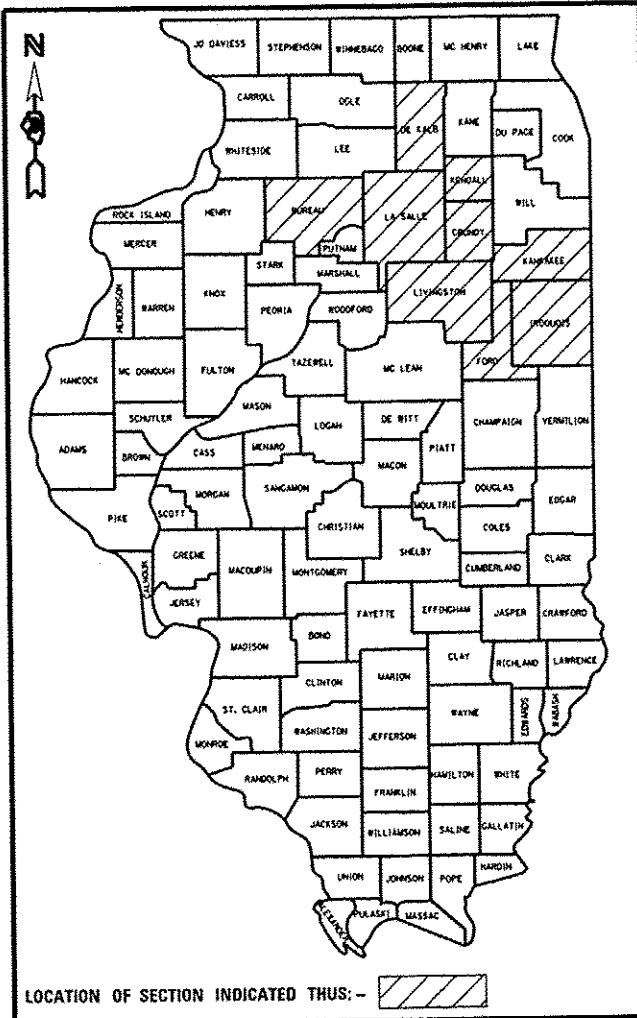 JO DAVIESS STEPHENSON WINNEBAGO BOONE MC HENRY LAKE
N
CARROLL OGLE DE KALB KANE DU PAGE COOK
WHITESIDE LEE
KENDALL WILL
ROCK ISLAND HENRY BUREAU LA SALLE GRUNDY
MERCER PUTNAM
STARK MARSHALL KANKAKEE
HENDERSON WARREN KNOX PEORIA WOODFORD LIVINGSTON IROQUOIS
HANCOCK MC DONOUGH FULTON TAZEWELL MC LEAN FORD
SCHUYLER MASON LOGAN DE WITT CHAMPAIGN VERMILION
ADAMS BROWN CASS MENARD PIATT
MACON
PIKE SCOTT MORGAN SANGAMON MOULTRIE DOUGLAS EDGAR
CHRISTIAN COLES
CALHOUN GREENE MACOUPIN MONTGOMERY SHELBY CUMBERLAND CLARK
JERSEY FAYETTE EFFINGHAM JASPER CRAWFORD
MADISON BOND
CLAY RICHLAND LAWRENCE
CLINTON MARION
ST. CLAIR WAYNE EDWARDS WABASH
WASHINGTON JEFFERSON
MONROE
RANDOLPH PERRY HAMILTON WHITE
FRANKLIN
JACKSON WILLIAMSON SALINE GALLATIN
UNION JOHNSON POPE HARDIN
ALEXANDER PULASKI MASSAC
LOCATION OF SECTION INDICATED THUS: -